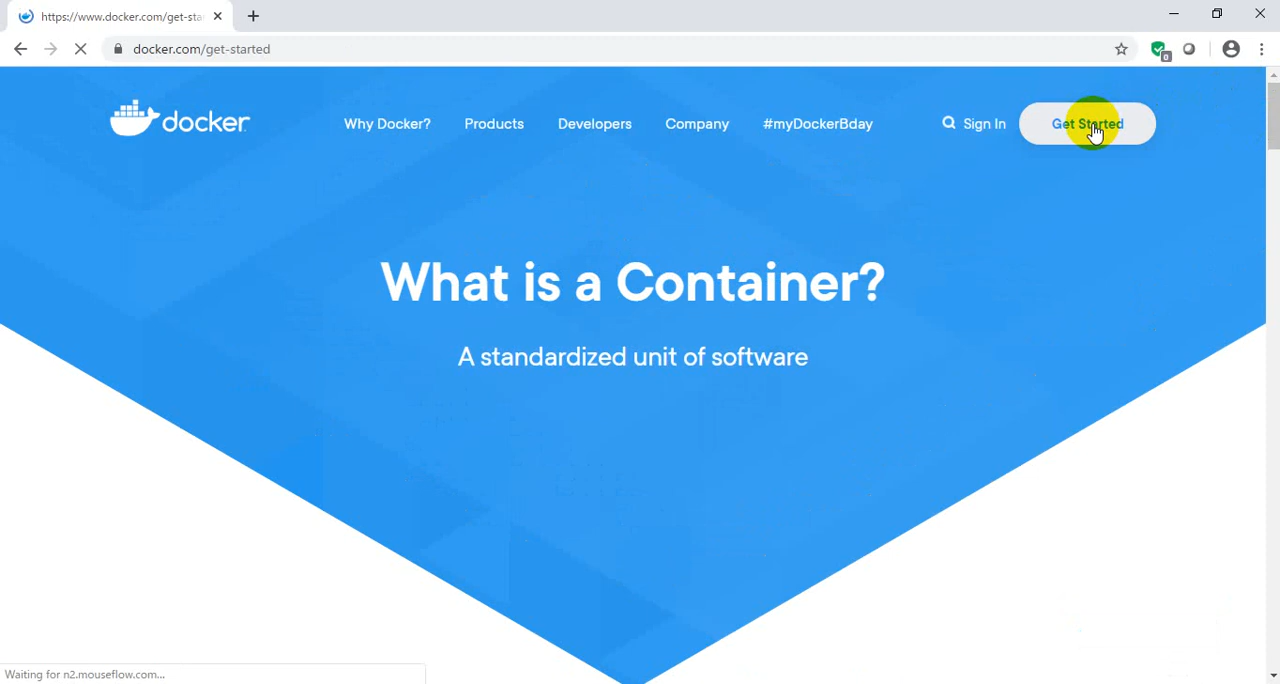 https://www.docker.com/get-sta
docker.com/get-started
0
docker
Why Docker?
Products
Developers
Company
#myDockerBday
Sign In
Get Started
What is a Container?
A standardized unit of software
Waiting for n2.mouseflow.com...